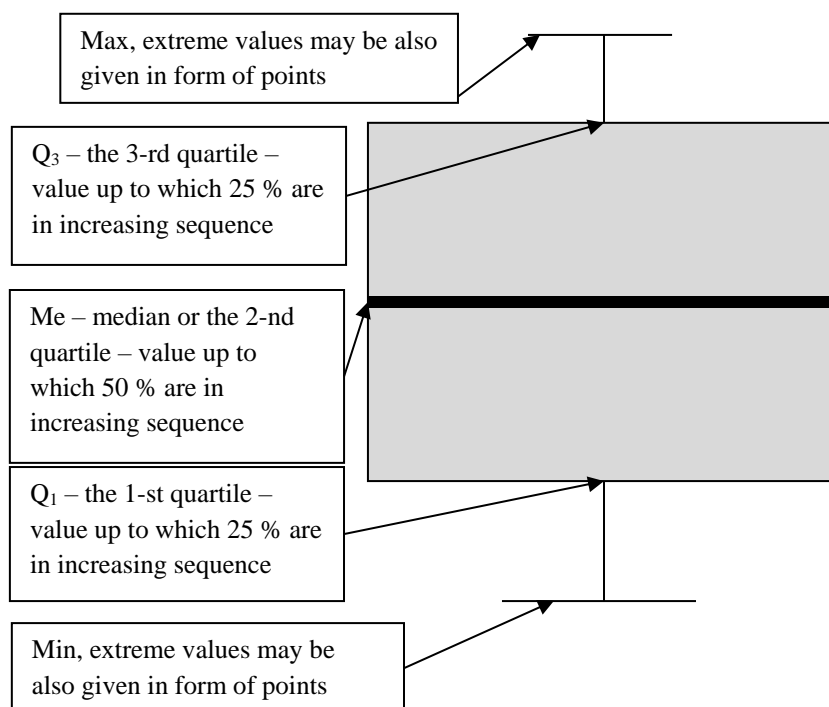 Max, extreme values may be also
given in form of points
Q₃ – the 3-rd quartile –
value up to which 25 % are
in increasing sequence
Me – median or the 2-nd
quartile – value up to
which 50 % are in
increasing sequence
Q₁ – the 1-st quartile –
value up to which 25 % are
in increasing sequence
Min, extreme values may be
also given in form of points